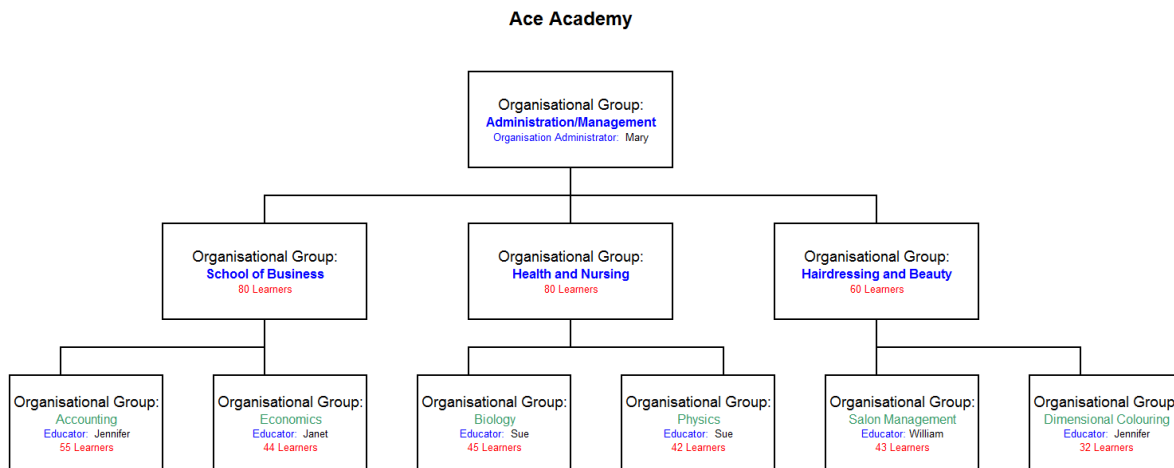 Ace Academy
Organisational Group:
Administration/Management
Organisation Administrator: Mary
Organisational Group:
School of Business
80 Learners
Organisational Group:
Health and Nursing
80 Learners
Organisational Group:
Hairdressing and Beauty
60 Learners
Organisational Group:
Accounting
Educator: Jennifer
55 Learners
Organisational Group:
Economics
Educator: Janet
44 Learners
Organisational Group:
Biology
Educator: Sue
45 Learners
Organisational Group:
Physics
Educator: Sue
42 Learners
Organisational Group:
Salon Management
Educator: William
43 Learners
Organisational Group:
Dimensional Colouring
Educator: Jennifer
32 Learners